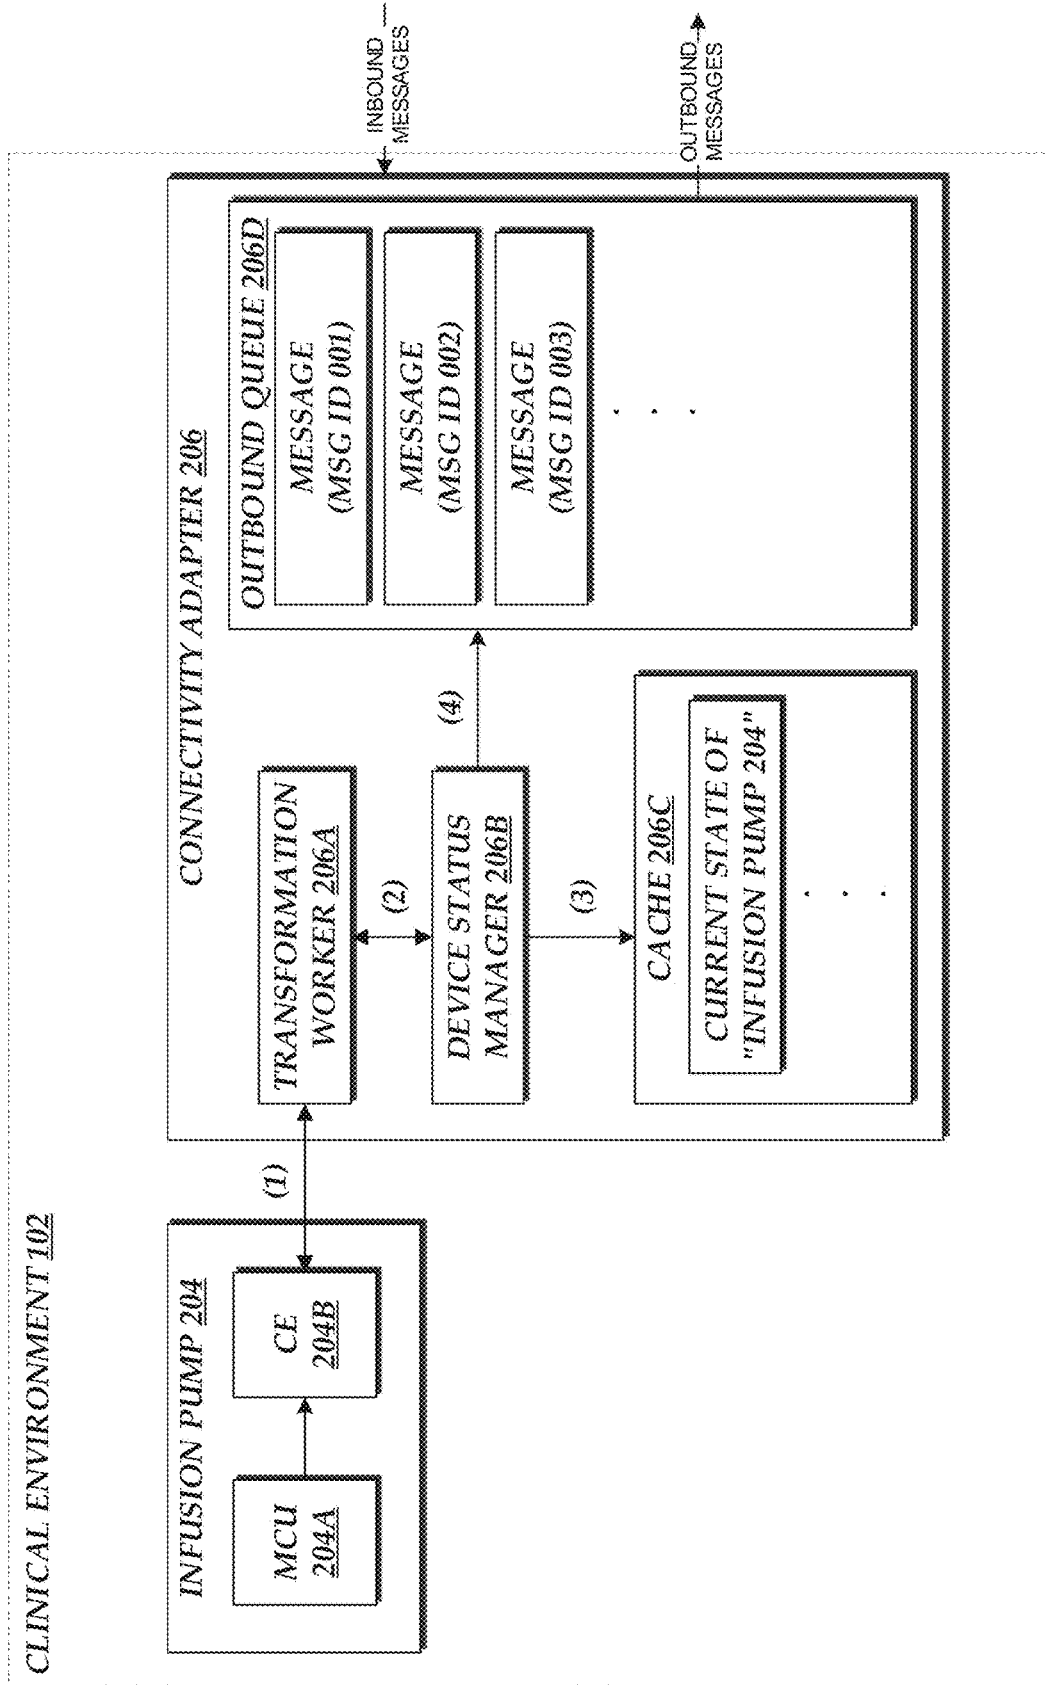 CLINICAL ENVIRONMENT 102
INFUSION PUMP 204
MCU
204A
CE
204B
(1)
CONNECTIVITY ADAPTER 206
TRANSFORMATION
WORKER 206A
(2)
DEVICE STATUS
MANAGER 206B
(3)
(4)
CACHE 206C
CURRENT STATE OF
"INFUSION PUMP 204"
OUTBOUND QUEUE 206D
MESSAGE
(MSG ID 001)
MESSAGE
(MSG ID 002)
MESSAGE
(MSG ID 003)
INBOUND
MESSAGES
OUTBOUND
MESSAGES